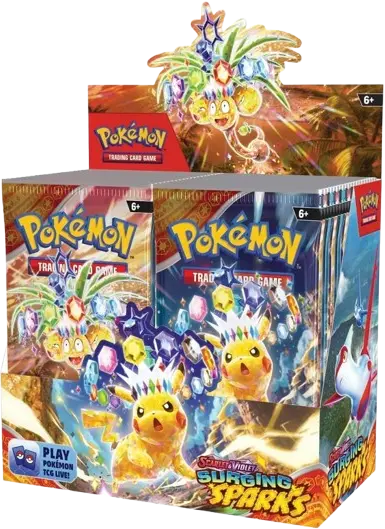 6+
POKéMON
TRADING CARD GAME
6+
POKéMON
TRADING CARD GAME
6+
POKéMON
TRADING CARD GAME
POKéMON
PLAY
POKÉMON
TCG LIVE!
SCARLET & VIOLET
SURGING
SPARKS